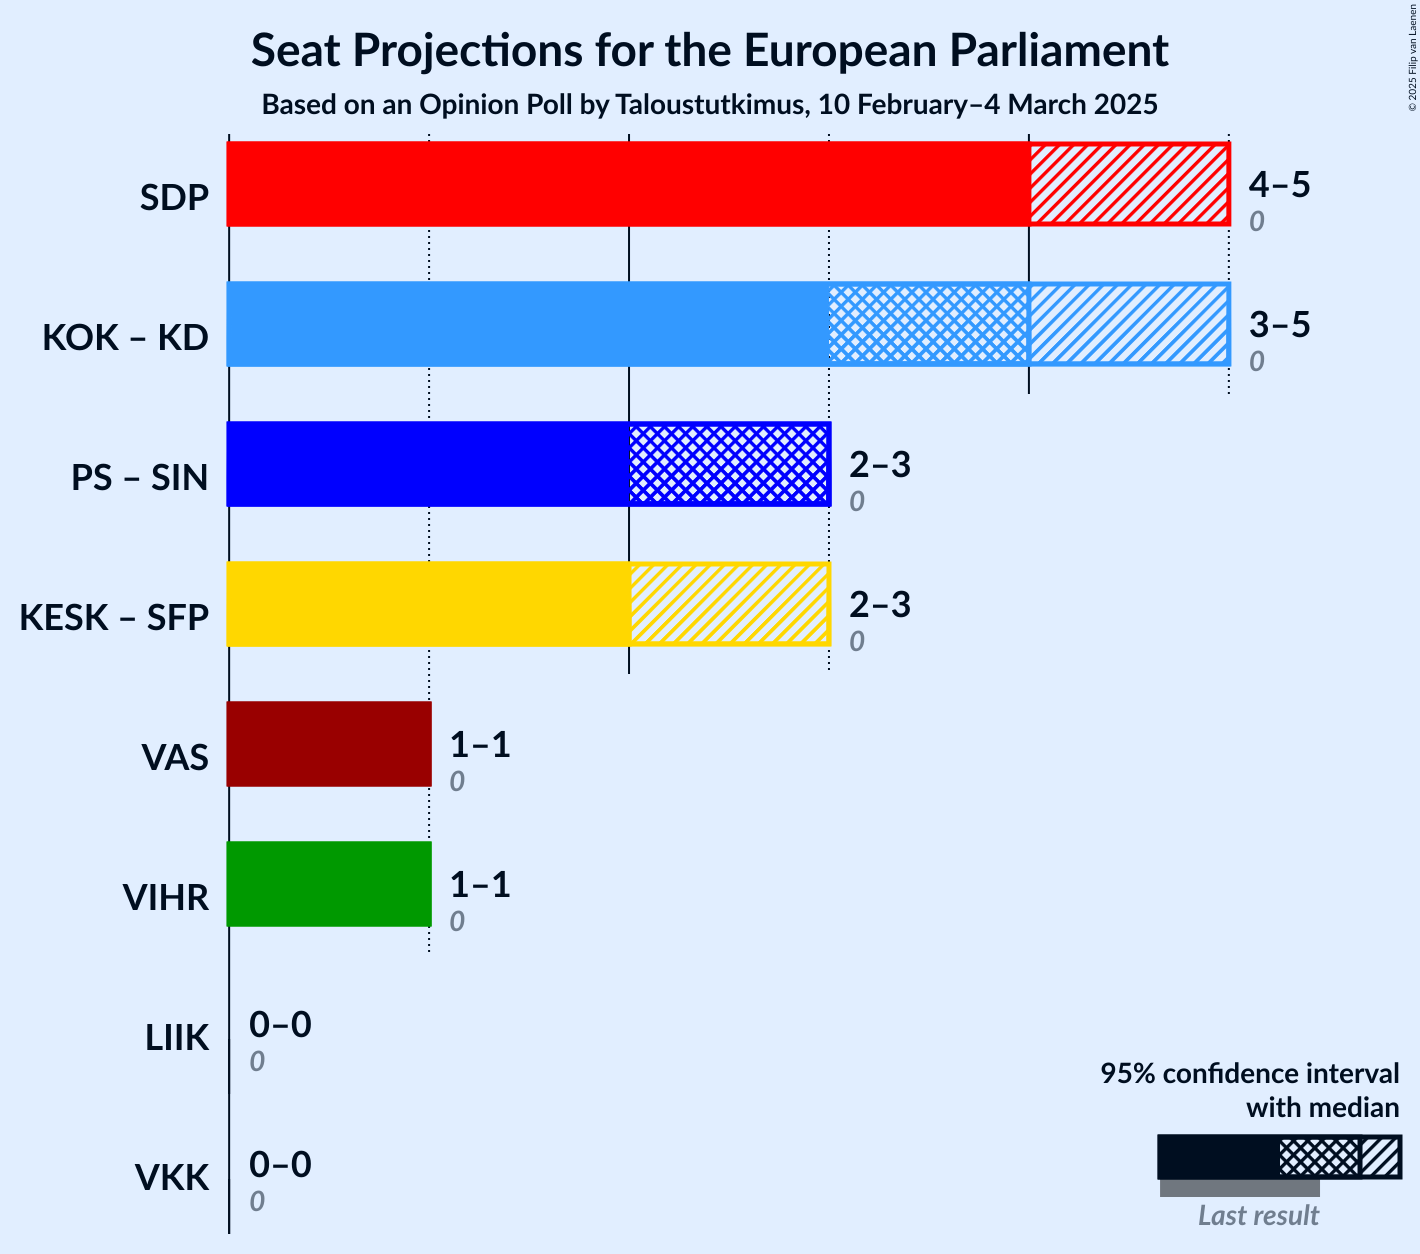 Seat Projections for the European Parliament
Based on an Opinion Poll by Taloustutkimus, 10 February–4 March 2025
© 2025 Filip van Laenen
SDP
4–5
0
KOK – KD
3–5
0
PS – SIN
2–3
0
KESK – SFP
2–3
0
VAS
1–1
0
VIHR
1–1
0
LIIK
0–0
0
VKK
0–0
0
95% confidence interval
with median
Last result